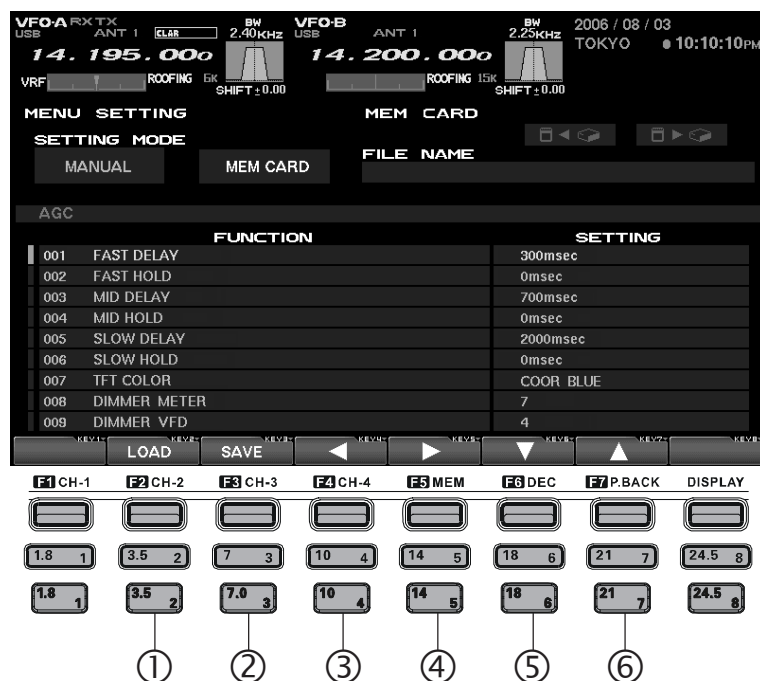 VFO-A RX TX BW VFO-B BW 2006 / 08 / 03
USB ANT 1 CLAR 2.40KHz USB ANT 1 2.25KHz TOKYO 10:10:10PM
14. 195. 000 14. 200. 000
VRF ROOFING 6K SHIFT ±0.00 ROOFING 15K SHIFT ±0.00
MENU SETTING MEM CARD
SETTING MODE
MANUAL MEM CARD FILE NAME
AGC
FUNCTION SETTING
001 FAST DELAY 300msec
002 FAST HOLD 0msec
003 MID DELAY 700msec
004 MID HOLD 0msec
005 SLOW DELAY 2000msec
006 SLOW HOLD 0msec
007 TFT COLOR COOR BLUE
008 DIMMER METER 7
009 DIMMER VFD 4
KEY1 KEY2 KEY3 KEY4 KEY5 KEY6 KEY7 KEY8
LOAD SAVE ◀ ▶ ▼ ▲
F1 CH-1 F2 CH-2 F3 CH-3 F4 CH-4 F5 MEM F6 DEC F7 P.BACK DISPLAY
1.8 1 3.5 2 7 3 10 4 14 5 18 6 21 7 24.5 8
1.8 1 3.5 2 7.0 3 10 4 14 5 18 6 21 7 24.5 8
① ② ③ ④ ⑤ ⑥